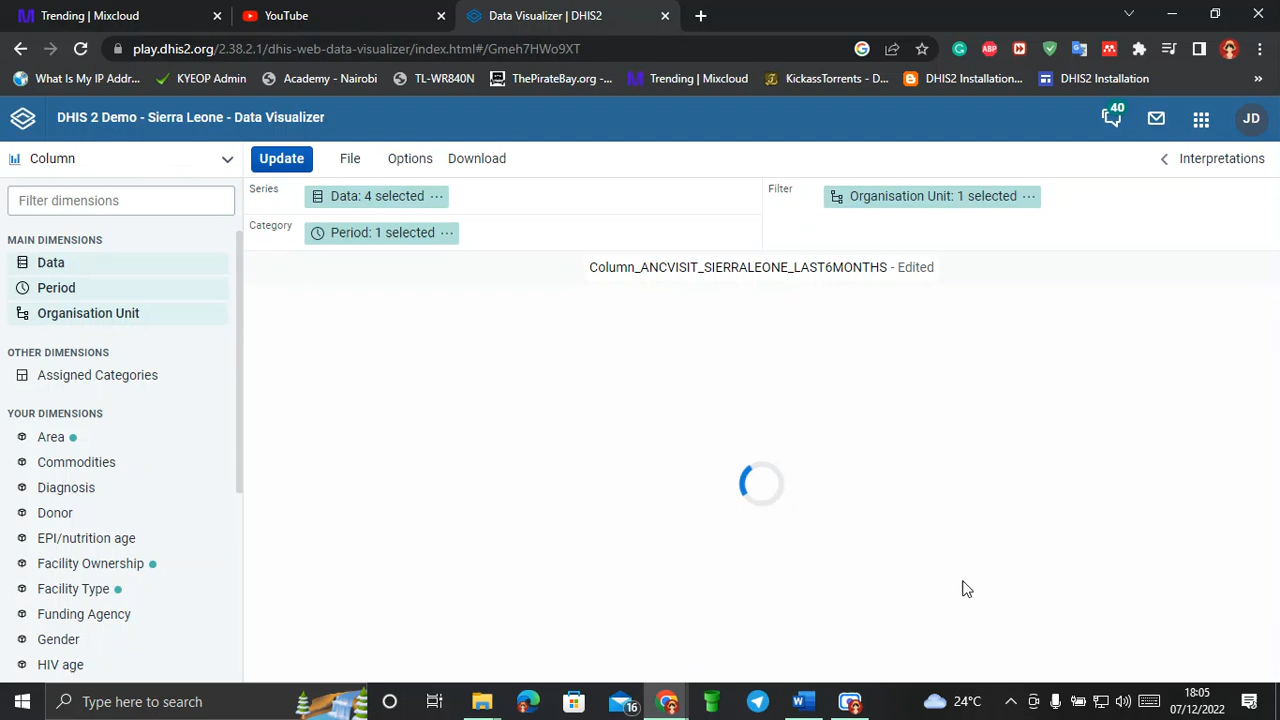 Trending | Mixcloud
YouTube
Data Visualizer | DHIS2
play.dhis2.org/2.38.2.1/dhis-web-data-visualizer/index.html#/Gmeh7HWo9XT
ABP
What Is My IP Addr...
KYEOP Admin
Academy - Nairobi
TL-WR840N
ThePirateBay.org -...
Trending | Mixcloud
KickassTorrents - D...
DHIS2 Installation...
DHIS2 Installation
»
DHIS 2 Demo - Sierra Leone - Data Visualizer
40
JD
Column
Update
File
Options
Download
Interpretations
Filter dimensions
Series
Data: 4 selected ...
Filter
Organisation Unit: 1 selected ...
Category
Period: 1 selected ...
MAIN DIMENSIONS
Data
Period
Organisation Unit
Column_ANCVISIT_SIERRALEONE_LAST6MONTHS - Edited
OTHER DIMENSIONS
Assigned Categories
YOUR DIMENSIONS
Area
Commodities
Diagnosis
Donor
EPI/nutrition age
Facility Ownership
Facility Type
Funding Agency
Gender
HIV age
Type here to search
16
24°C
18:05
07/12/2022